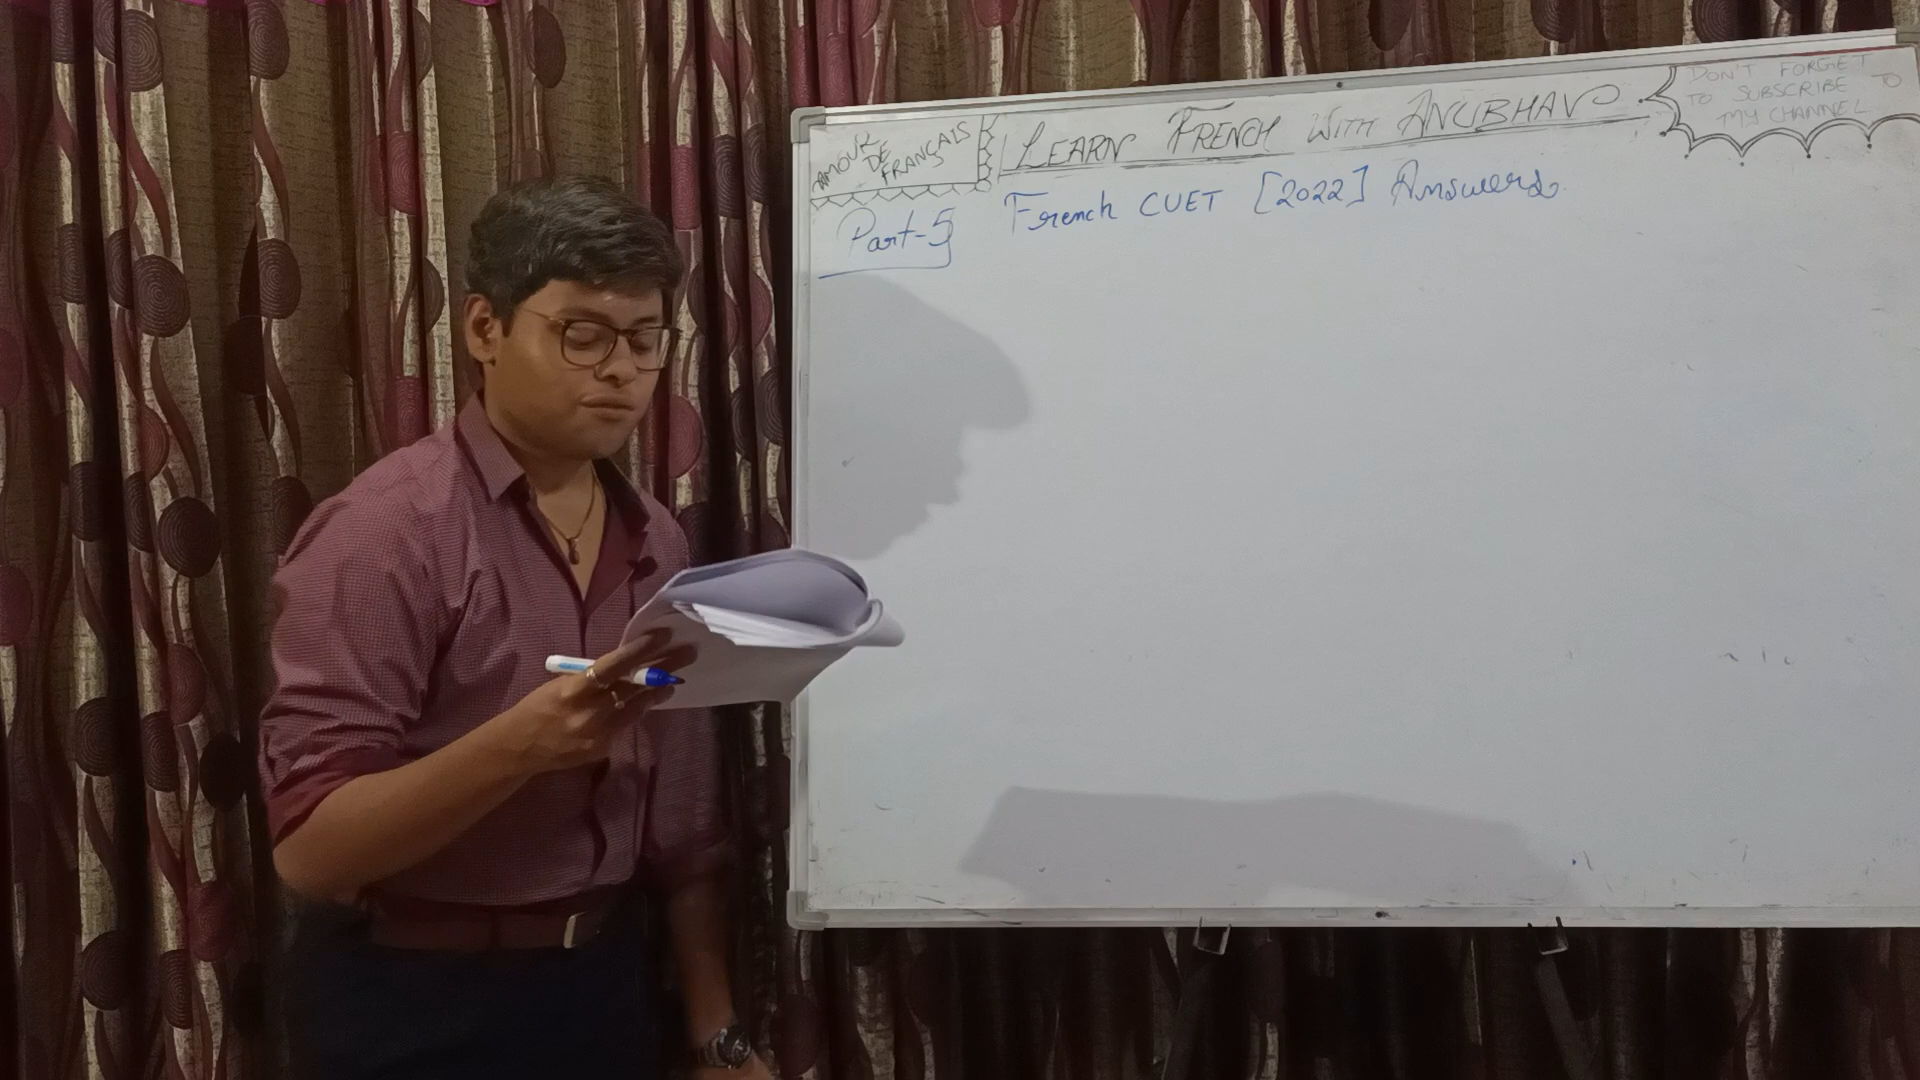 AMOUR
DE
FRANÇAIS
LEARN FRENCH WITH ANUBHAV
DON'T FORGET
TO SUBSCRIBE TO
MY CHANNEL
Part-5
French CUET [2022] Answers